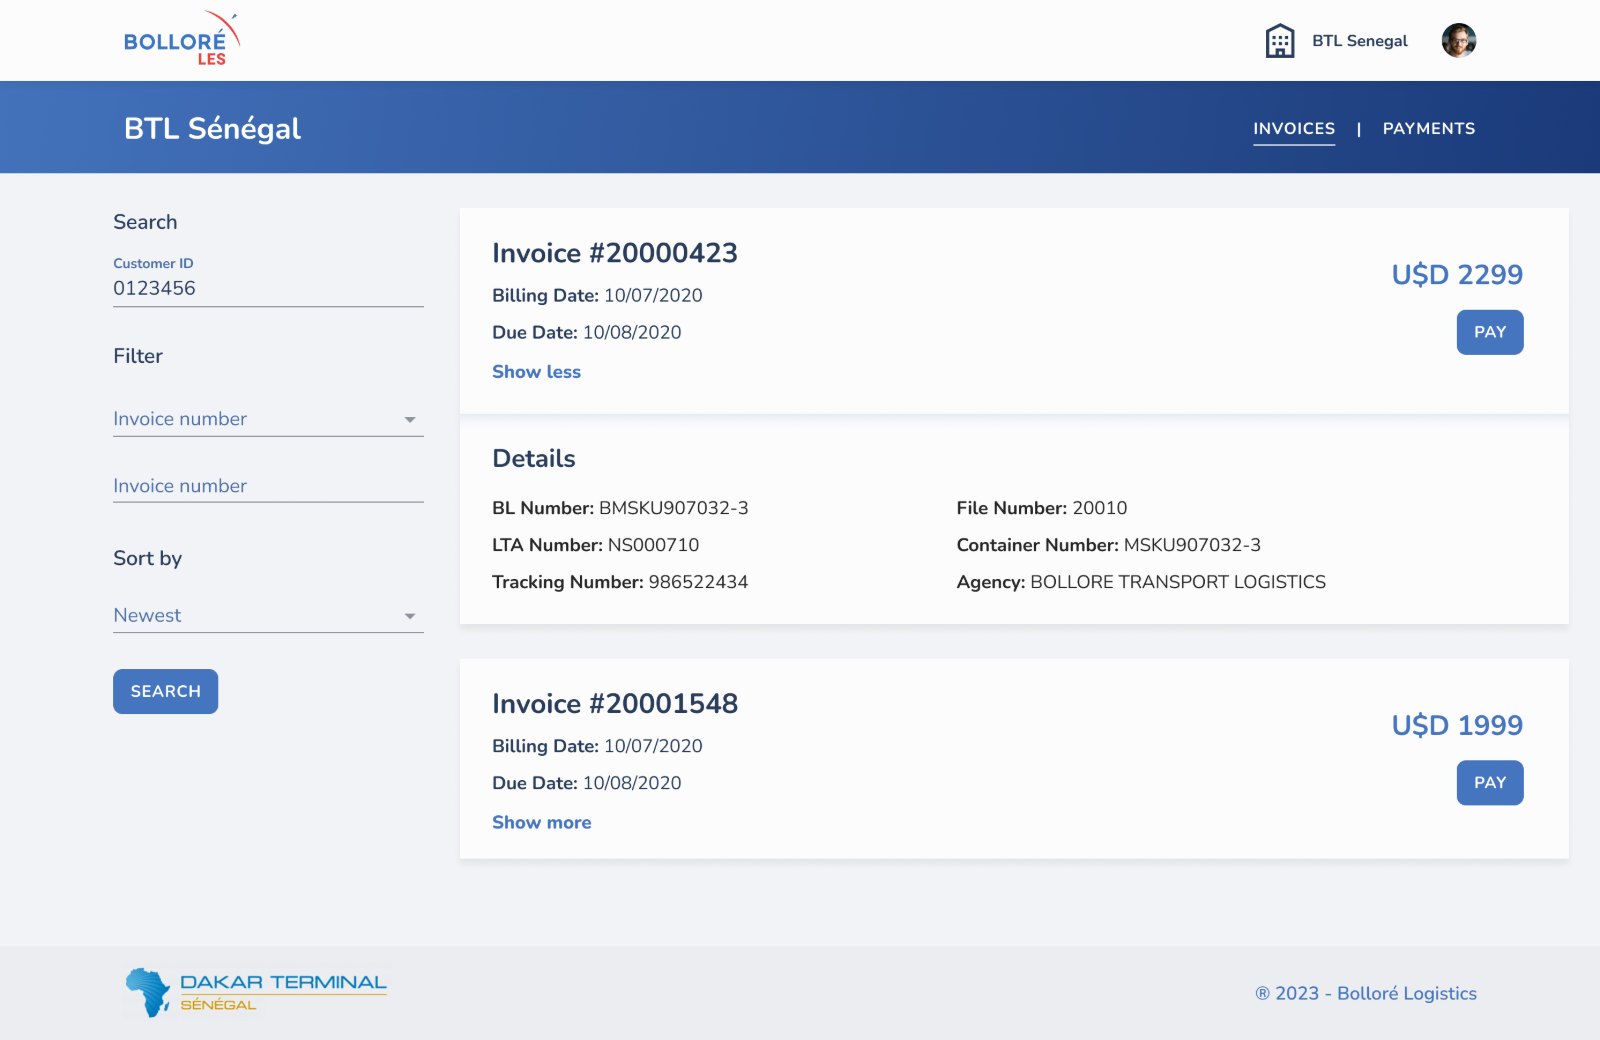 BOLLORÉ
LES
BTL Senegal
BTL Sénégal
INVOICES | PAYMENTS
Search
Customer ID
0123456
Filter
Invoice number
Invoice number
Sort by
Newest
SEARCH
Invoice #20000423
Billing Date: 10/07/2020
Due Date: 10/08/2020
Show less
U$D 2299
PAY
Details
BL Number: BMSKU907032-3
LTA Number: NS000710
Tracking Number: 986522434
File Number: 20010
Container Number: MSKU907032-3
Agency: BOLLORE TRANSPORT LOGISTICS
Invoice #20001548
Billing Date: 10/07/2020
Due Date: 10/08/2020
Show more
U$D 1999
PAY
DAKAR TERMINAL
SÉNÉGAL
® 2023 - Bolloré Logistics